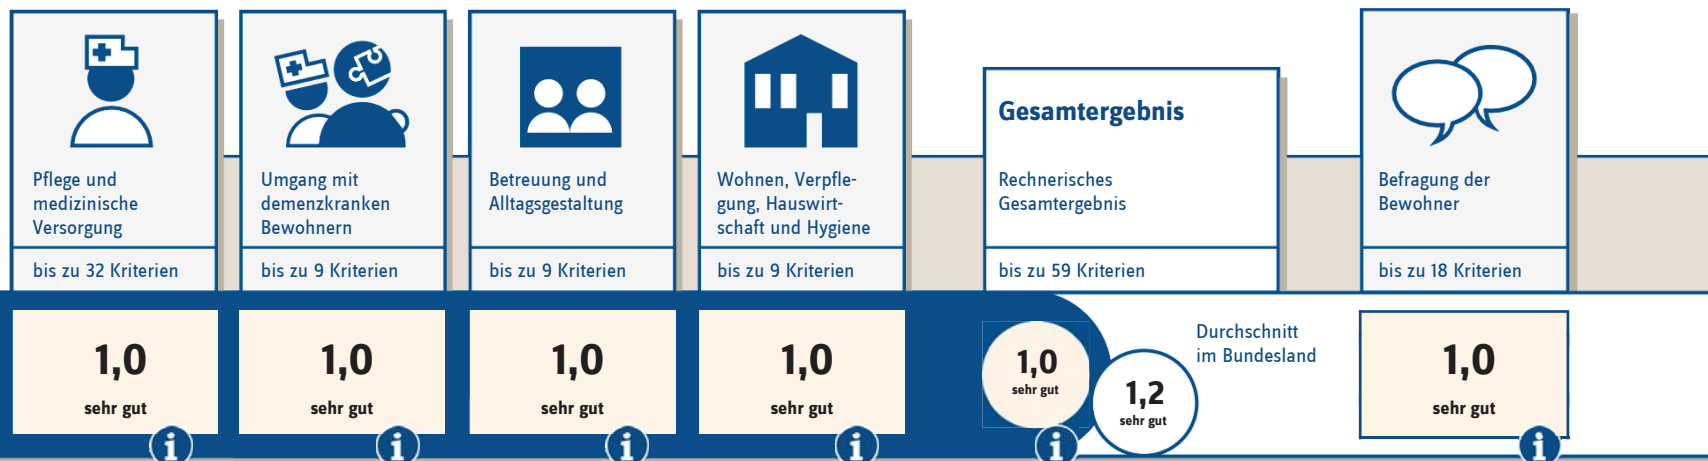 Pflege und
medizinische
Versorgung
bis zu 32 Kriterien
1,0
sehr gut
i
Umgang mit
demenzkranken
Bewohnern
bis zu 9 Kriterien
1,0
sehr gut
i
Betreuung und
Alltagsgestaltung
bis zu 9 Kriterien
1,0
sehr gut
i
Wohnen, Verpfle-
gung, Hauswirt-
schaft und Hygiene
bis zu 9 Kriterien
1,0
sehr gut
i
Gesamtergebnis
Rechnerisches
Gesamtergebnis
bis zu 59 Kriterien
1,0
sehr gut
i
1,2
sehr gut
Durchschnitt
im Bundesland
Befragung der
Bewohner
bis zu 18 Kriterien
1,0
sehr gut
i